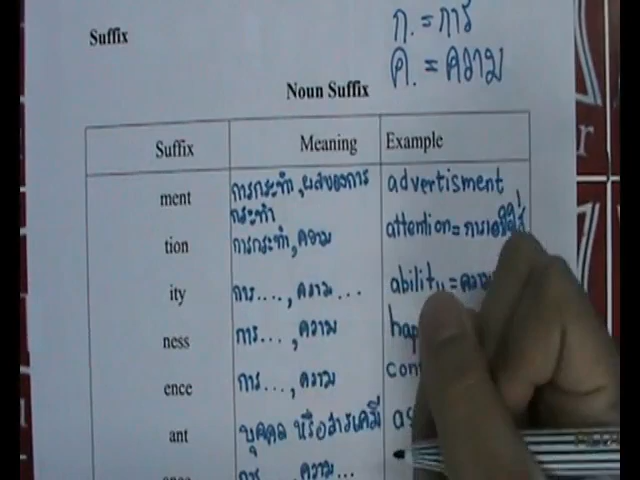 Suffix
ก. = การ
ค. = ความ
Noun Suffix
Suffix Meaning Example
ment การกระทำ, ผลของการกระทำ advertisment
tion การกระทำ, ความ attention =
ity การ..., ความ... ability =
ness การ..., ความ
ence การ..., ความ
ant บุคคล หรือสารเคมี
การ... ความ...